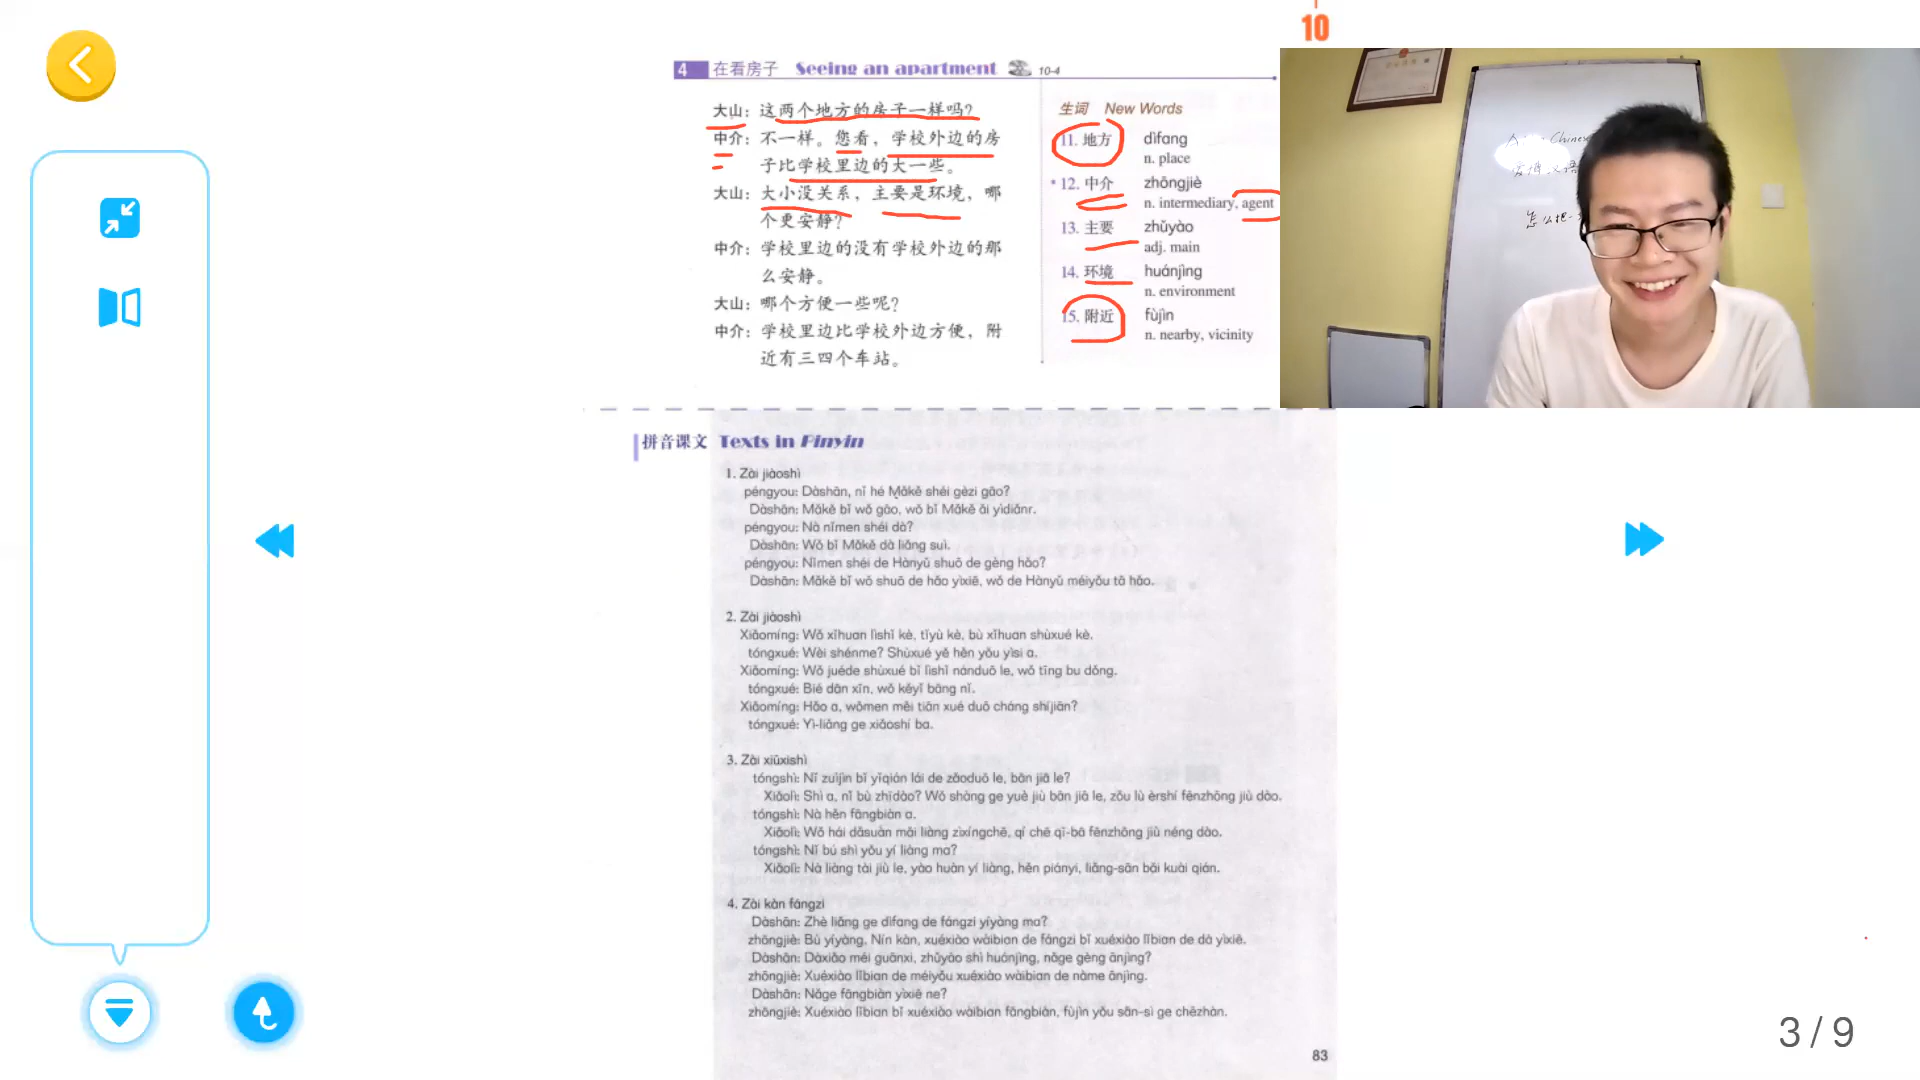 10
4 在看房子 Seeing an apartment 10-4
大山：这两个地方的房子一样吗？
中介：不一样。您看，学校外边的房
子比学校里边的大一些。
大山：大小没关系，主要是环境，哪
个更安静？
中介：学校里边的没有学校外边的那
么安静。
大山：哪个方便一些呢？
中介：学校里边比学校外边方便，附
近有三四个车站。
生词 New Words
11. 地方 dìfang
n. place
* 12. 中介 zhōngjiè
n. intermediary, agent
13. 主要 zhǔyào
adj. main
14. 环境 huánjìng
n. environment
15. 附近 fùjìn
n. nearby, vicinity
Chinese
怎么把一
拼音课文 Texts in Pinyin
1. Zài jiàoshì
péngyou: Dàshān, nǐ hé Mǎkè shéi gèzi gāo?
Dàshān: Mǎkè bǐ wǒ gāo, wǒ bǐ Mǎkè ǎi yìdiǎnr.
péngyou: Nà nǐmen shéi dà?
Dàshān: Wǒ bǐ Mǎkè dà liǎng suì.
péngyou: Nǐmen shéi de Hànyǔ shuō de gèng hǎo?
Dàshān: Mǎkè bǐ wǒ shuō de hǎo yìxiē, wǒ de Hànyǔ méiyǒu tā hǎo.
2. Zài jiàoshì
Xiǎomíng: Wǒ xǐhuan lìshǐ kè, tǐyù kè, bù xǐhuan shùxué kè.
tóngxué: Wèi shénme? Shùxué yě hěn yǒu yìsi a.
Xiǎomíng: Wǒ juéde shùxué bǐ lìshǐ nánduō le, wǒ tīng bu dǒng.
tóngxué: Bié dān xīn, wǒ kěyǐ bāng nǐ.
Xiǎomíng: Hǎo a, wǒmen měi tiān xué duō cháng shíjiān?
tóngxué: Yì-liǎng ge xiǎoshí ba.
3. Zài xiūxishì
tóngshì: Nǐ zuìjìn bǐ yǐqián lái de zǎoduō le, bān jiā le?
Xiǎolì: Shì a, nǐ bù zhīdào? Wǒ shàng ge yuè jiù bān jiā le, zǒu lù èrshí fēnzhōng jiù dào.
tóngshì: Nà hěn fāngbiàn a.
Xiǎolì: Wǒ hái dǎsuàn mǎi liàng zìxíngchē, qí chē qī-bā fēnzhōng jiù néng dào.
tóngshì: Nǐ bú shì yǒu yí liàng ma?
Xiǎolì: Nà liàng tài jiù le, yào huàn yí liàng, hěn piányi, liǎng-sān bǎi kuài qián.
4. Zài kàn fángzi
Dàshān: Zhè liǎng ge dìfang de fángzi yíyàng ma?
zhōngjiè: Bù yíyàng. Nín kàn, xuéxiào wàibian de fángzi bǐ xuéxiào lǐbian de dà yìxiē.
Dàshān: Dàxiǎo méi guānxi, zhǔyào shì huánjìng, nǎge gèng ānjìng?
zhōngjiè: Xuéxiào lǐbian de méiyǒu xuéxiào wàibian de nàme ānjìng.
Dàshān: Nǎge fāngbiàn yìxiē ne?
zhōngjiè: Xuéxiào lǐbian bǐ xuéxiào wàibian fāngbiàn, fùjìn yǒu sān-sì ge chēzhàn.
83
3 / 9